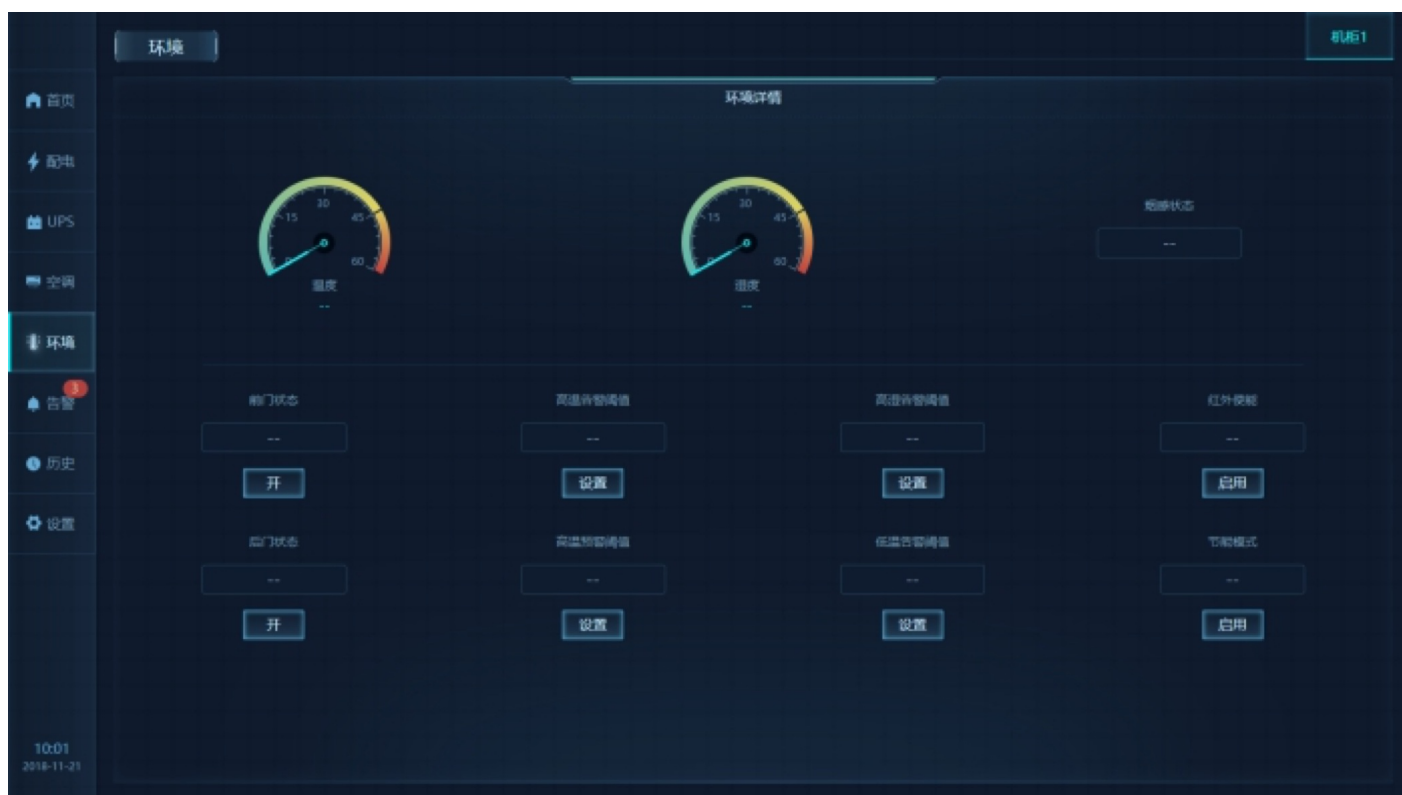 环境
机柜1
首页
配电
UPS
空调
环境
3
告警
历史
设置
10:01
2018-11-21
环境详情
0 15 30 45 60
温度
--
0 15 30 45 60
湿度
--
烟感状态
--
前门状态 高温告警阈值 高湿告警阈值 红外使能
-- -- -- --
开 设置 设置 启用
后门状态 高温预警阈值 低温告警阈值 节能模式
-- -- -- --
开 设置 设置 启用